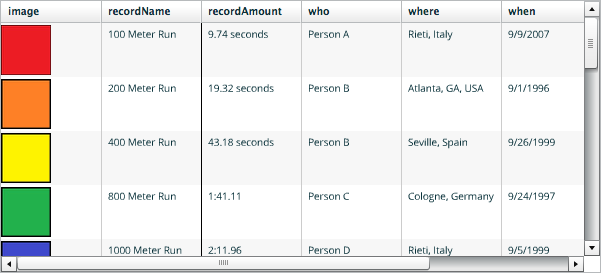 image recordName recordAmount who where when
100 Meter Run 9.74 seconds Person A Rieti, Italy 9/9/2007
200 Meter Run 19.32 seconds Person B Atlanta, GA, USA 9/1/1996
400 Meter Run 43.18 seconds Person B Seville, Spain 9/26/1999
800 Meter Run 1:41.11 Person C Cologne, Germany 9/24/1997
1000 Meter Run 2:11.96 Person D Rieti, Italy 9/5/1999